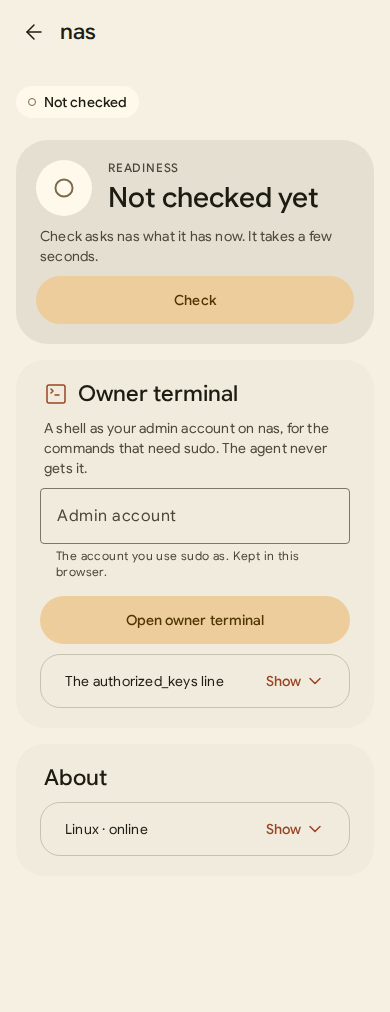 nas
Not checked
READINESS
Not checked yet
Check asks nas what it has now. It takes a few
seconds.
Check
Owner terminal
A shell as your admin account on nas, for the
commands that need sudo. The agent never
gets it.
Admin account
The account you use sudo as. Kept in this
browser.
Open owner terminal
The authorized_keys line
Show
About
Linux · online
Show